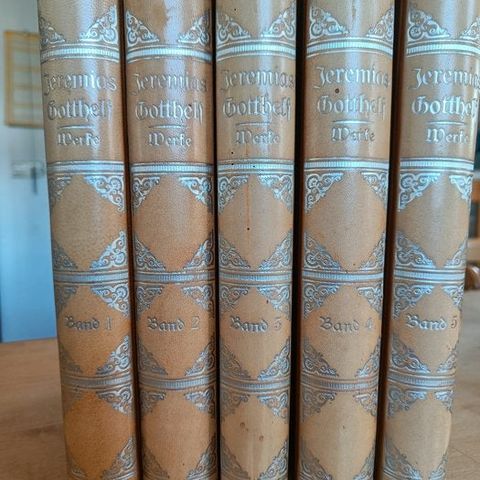 Jeremias
Gotthelf
Werke
Band 1
Jeremias
Gotthelf
Werke
Band 2
Jeremias
Gotthelf
Werke
Band 3
Jeremias
Gotthelf
Werke
Band 4
Jeremias
Gotthelf
Werke
Band 5